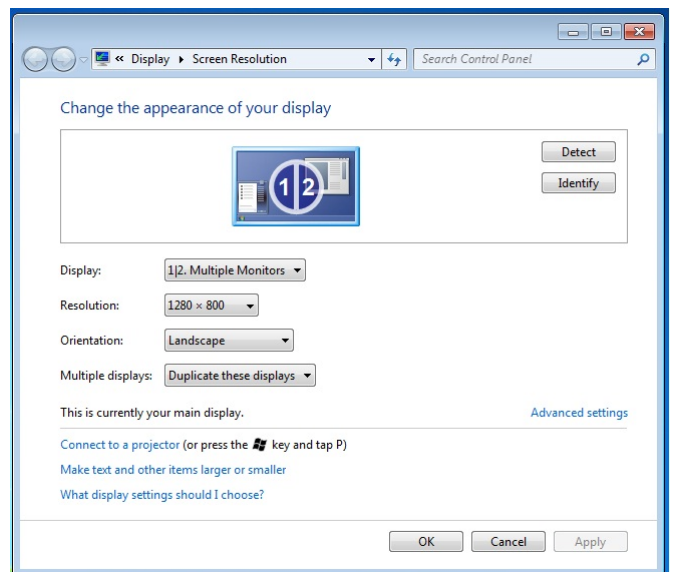 « Display ▸ Screen Resolution Search Control Panel
Change the appearance of your display
1|2
Detect
Identify
Display: 1|2. Multiple Monitors
Resolution: 1280 × 800
Orientation: Landscape
Multiple displays: Duplicate these displays
This is currently your main display. Advanced settings
Connect to a projector (or press the key and tap P)
Make text and other items larger or smaller
What display settings should I choose?
OK Cancel Apply